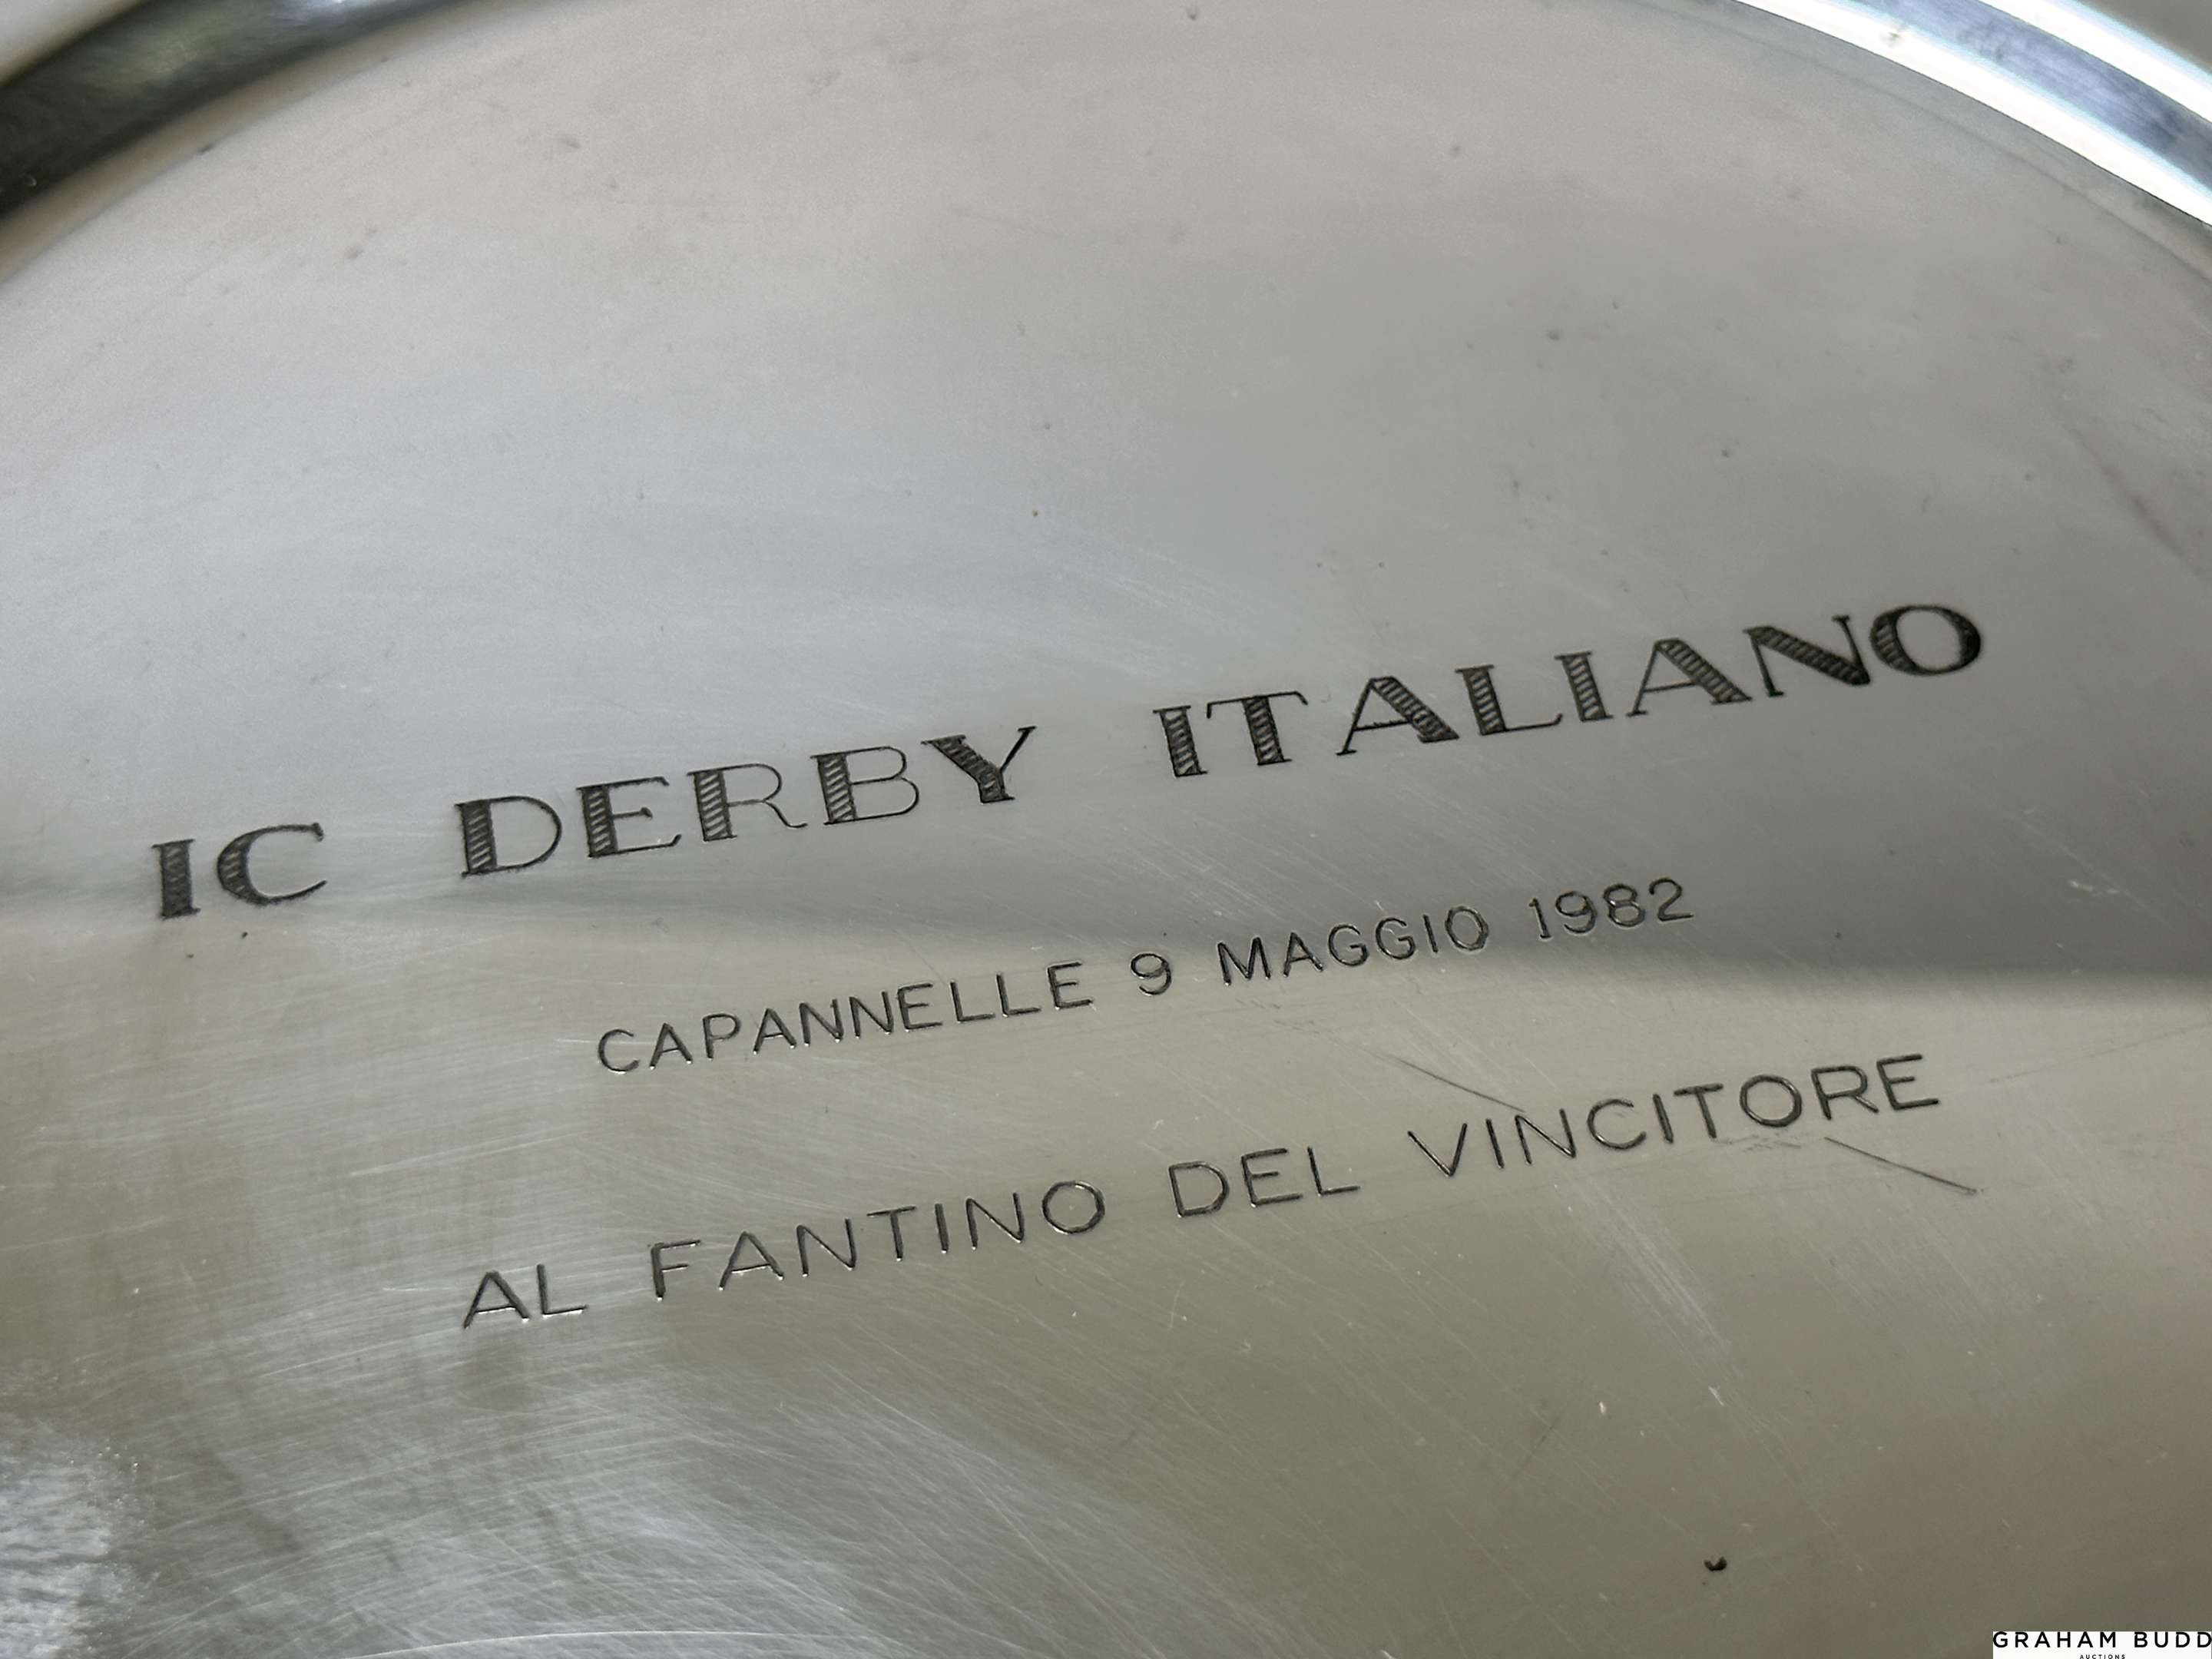 IC DERBY ITALIANO
CAPANNELLE 9 MAGGIO 1982
AL FANTINO DEL VINCITORE
GRAHAM BUDD
AUCTIONS